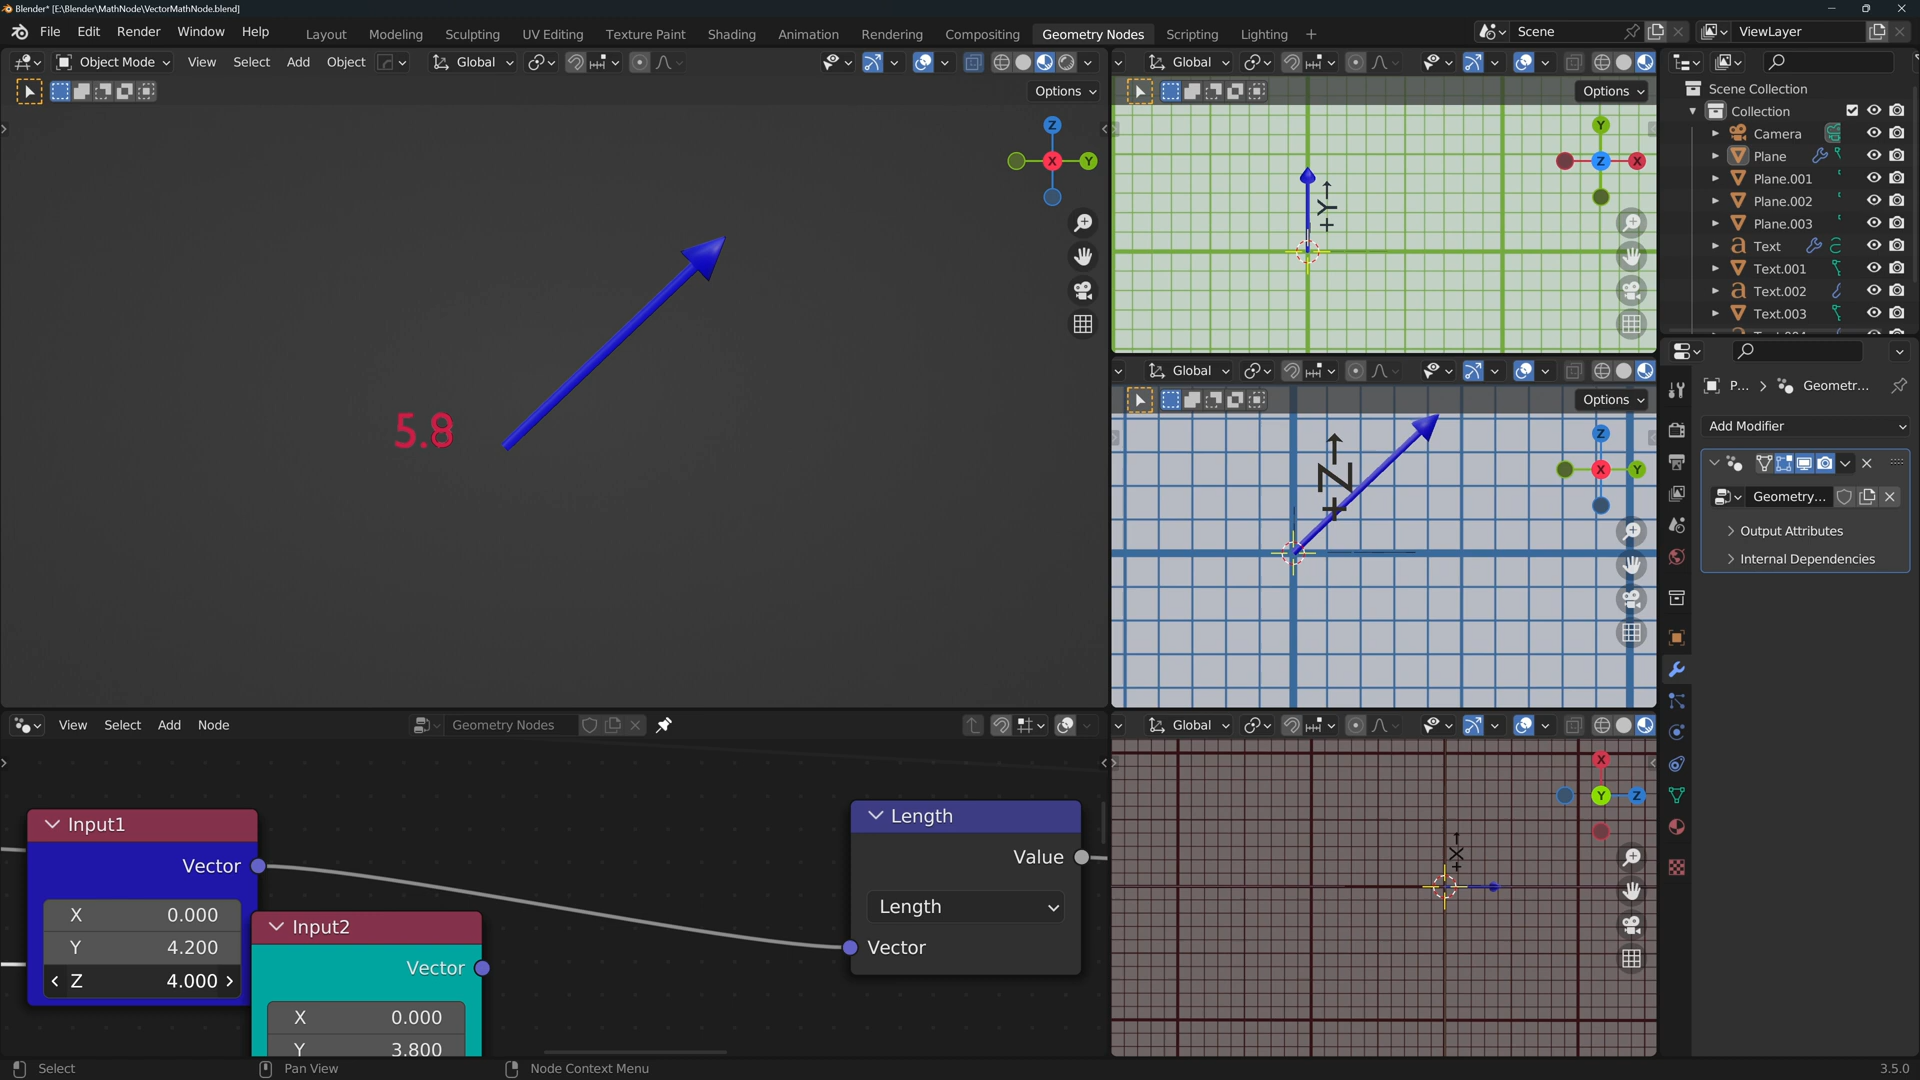 Blender* [E:\Blender\MathNode\VectorMathNode.blend]
File Edit Render Window Help
Layout Modeling Sculpting UV Editing Texture Paint Shading Animation Rendering Compositing Geometry Nodes Scripting Lighting +
Scene
ViewLayer
Object Mode View Select Add Object Global
Global
Options
Options
Z
X
Y
Y
Z
X
+Y→
Scene Collection
Collection
Camera
Plane
Plane.001
Plane.002
Plane.003
Text
Text.001
Text.002
Text.003
5.8
Global
Options
Z
X
Y
+Z→
P... > Geometr...
Add Modifier
Geometry...
Output Attributes
Internal Dependencies
View Select Add Node
Geometry Nodes
Global
X
Y
Z
+X→
Input1
Vector
X 0.000
Y 4.200
Z 4.000
Input2
Vector
X 0.000
Y 3.800
Length
Value
Length
Vector
Select
Pan View
Node Context Menu
3.5.0